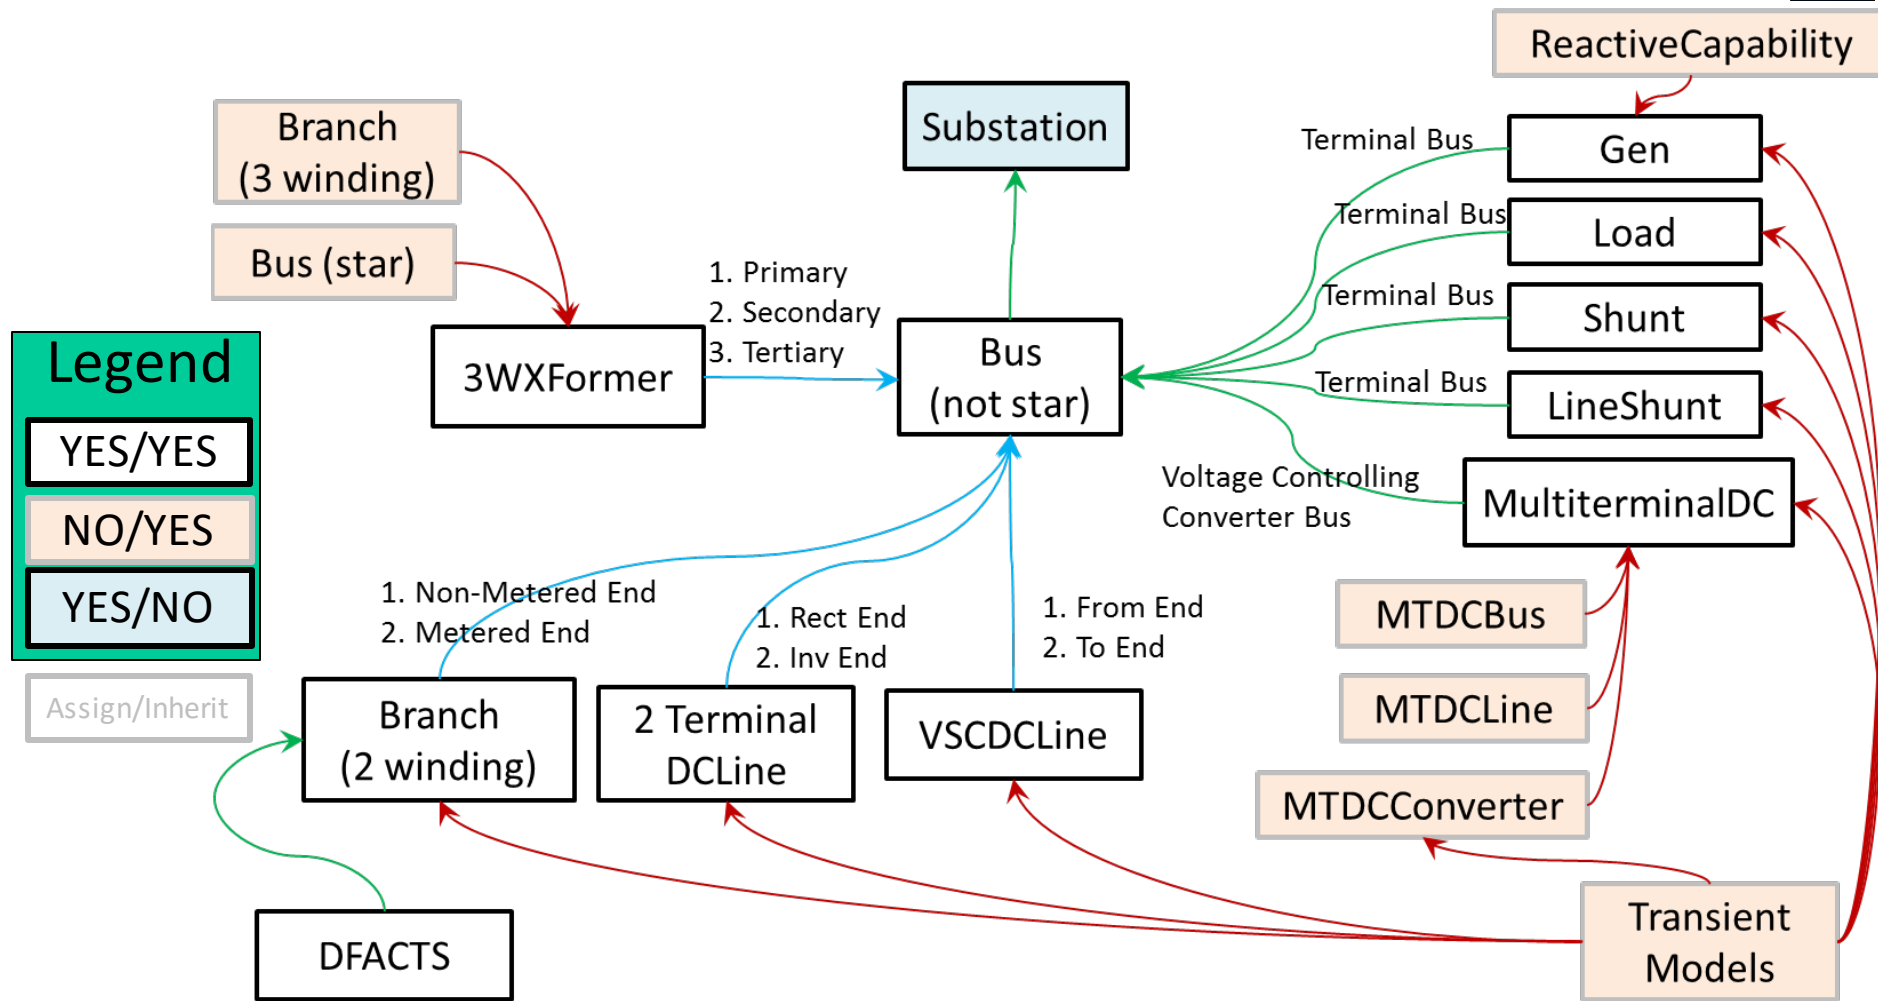 ReactiveCapability
Branch
(3 winding)
Substation
Terminal Bus
Gen
Bus (star)
Terminal Bus
Load
1. Primary
2. Secondary
3. Tertiary
Terminal Bus
Shunt
3WXFormer
Bus
(not star)
Terminal Bus
LineShunt
Legend
YES/YES
NO/YES
YES/NO
Assign/Inherit
Voltage Controlling
Converter Bus
MultiterminalDC
1. Non-Metered End
2. Metered End
1. Rect End
2. Inv End
1. From End
2. To End
MTDCBus
MTDCLine
MTDCConverter
Branch
(2 winding)
2 Terminal
DCLine
VSCDCLine
DFACTS
Transient
Models